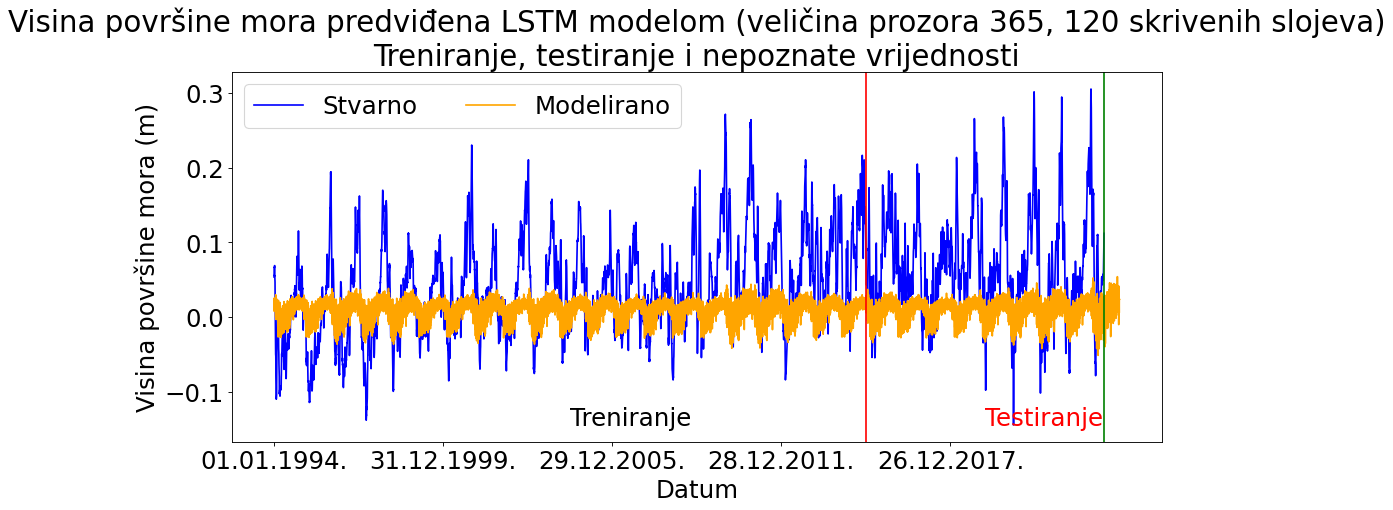 Visina površine mora predviđena LSTM modelom (veličina prozora 365, 120 skrivenih slojeva)
Treniranje, testiranje i nepoznate vrijednosti
Stvarno Modelirano
Visina površine mora (m)
0.3
0.2
0.1
0.0
−0.1
Treniranje Testiranje
01.01.1994. 31.12.1999. 29.12.2005. 28.12.2011. 26.12.2017.
Datum